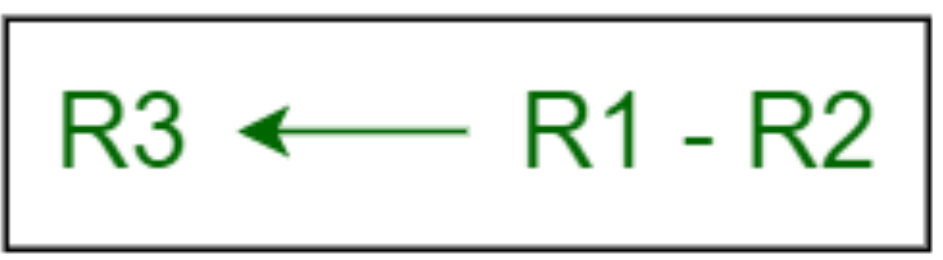 R3 ← R1 - R2